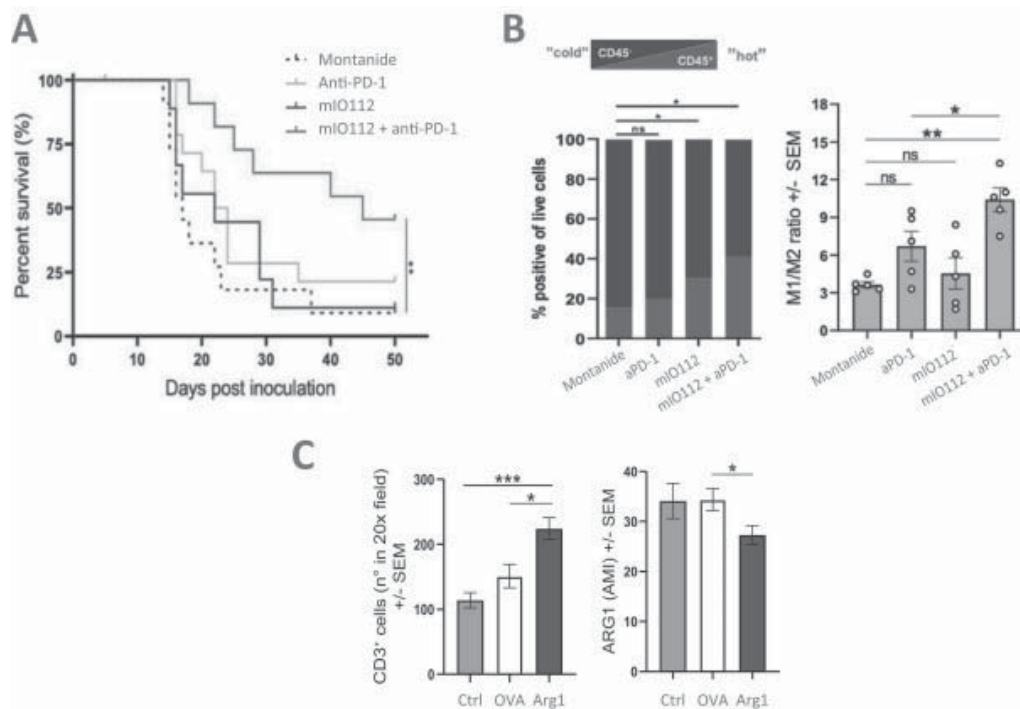 A
Montanide
Anti-PD-1
mIO112
mIO112 + anti-PD-1
Percent survival (%)
100
75
50
25
0
0 10 20 30 40 50
Days post inoculation
**
B
"cold" CD45- CD45+ "hot"
% positive of live cells
100
80
60
40
20
0
*
*
ns
Montanide aPD-1 mIO112 mIO112 + aPD-1
M1/M2 ratio +/- SEM
18
15
12
9
6
3
0
*
**
ns
ns
Montanide aPD-1 mIO112 mIO112 + aPD-1
C
CD3+ cells (n° in 20x field)
+/- SEM
300
200
100
0
***
*
Ctrl OVA Arg1
ARG1 (AMI) +/- SEM
40
30
20
10
0
*
Ctrl OVA Arg1